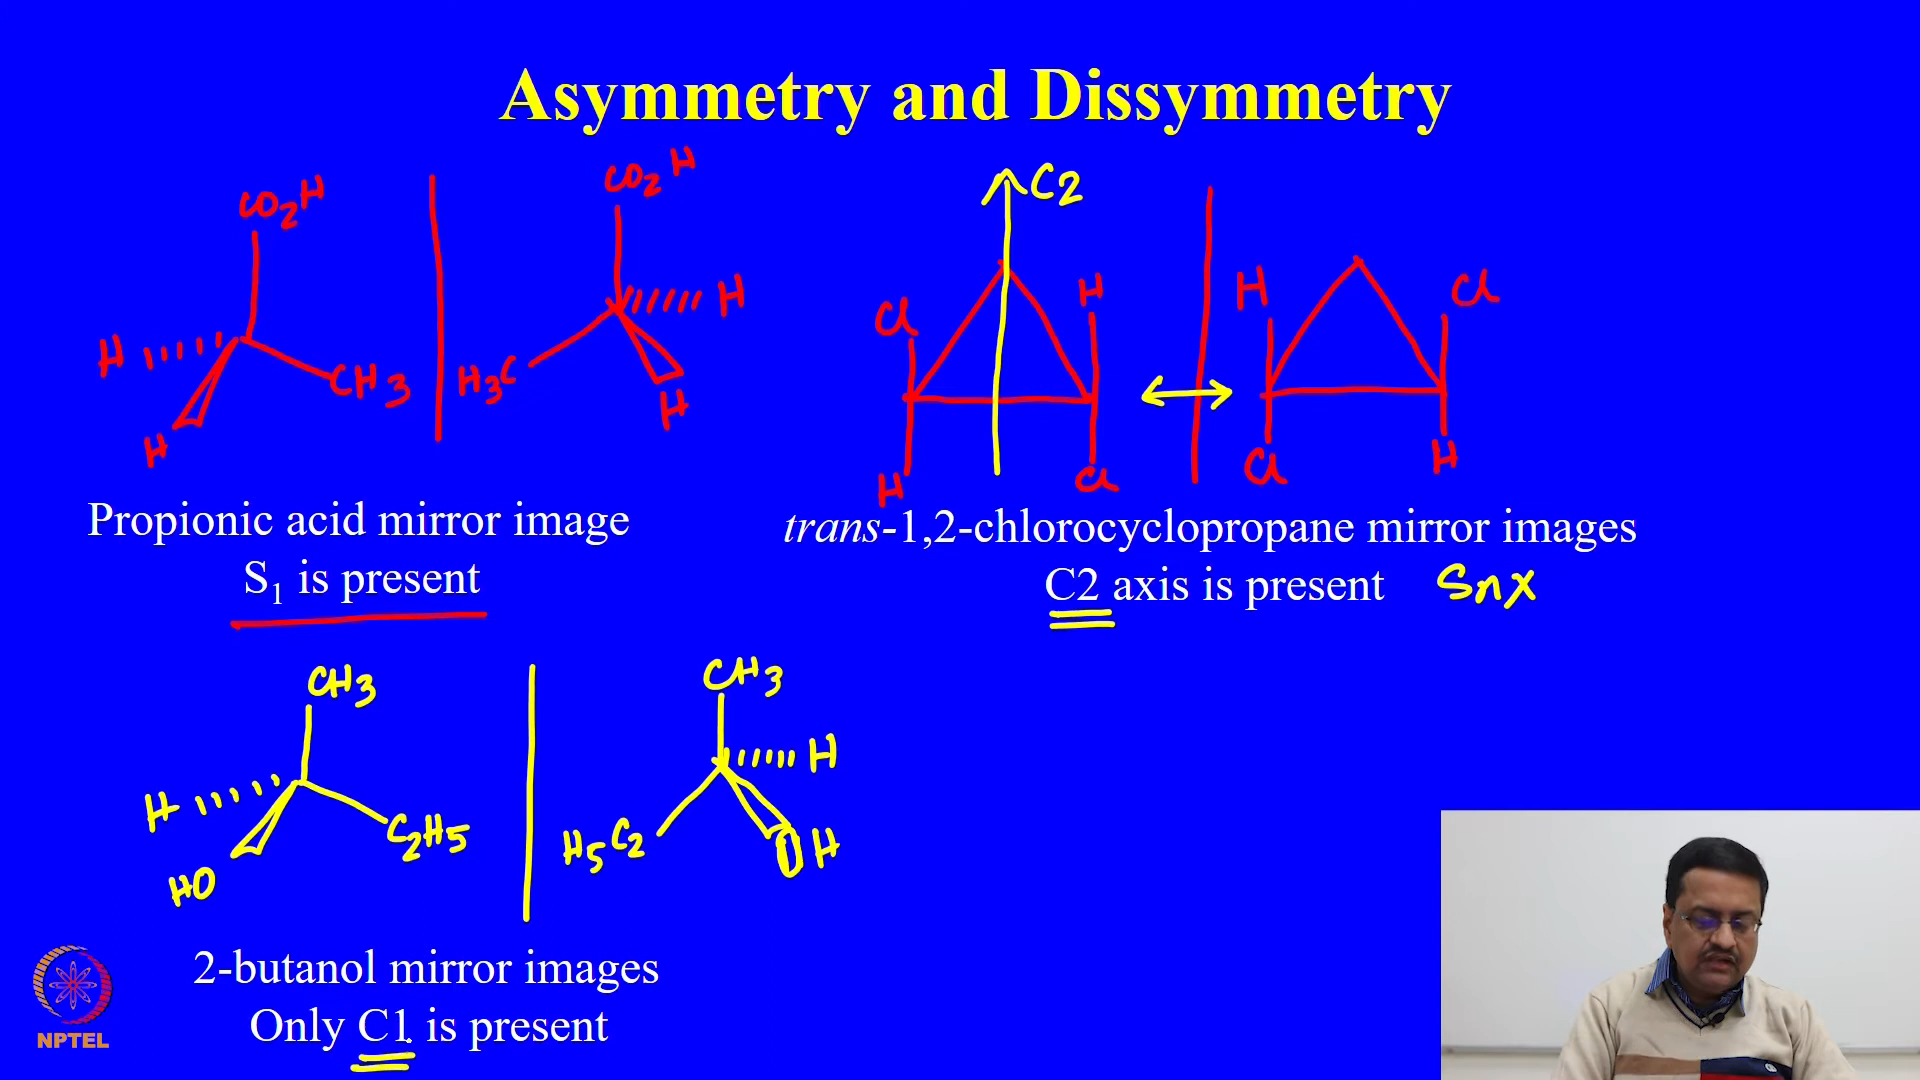 Asymmetry and Dissymmetry
CO2H
H
CH3
H
CO2H
H
H3C
H
Propionic acid mirror image
S₁ is present
C2
Cl
H
H
Cl
H
Cl
Cl
H
trans-1,2-chlorocyclopropane mirror images
C2 axis is present Sn X
CH3
H
C2H5
HO
CH3
H
H5C2
OH
2-butanol mirror images
Only C1 is present
NPTEL